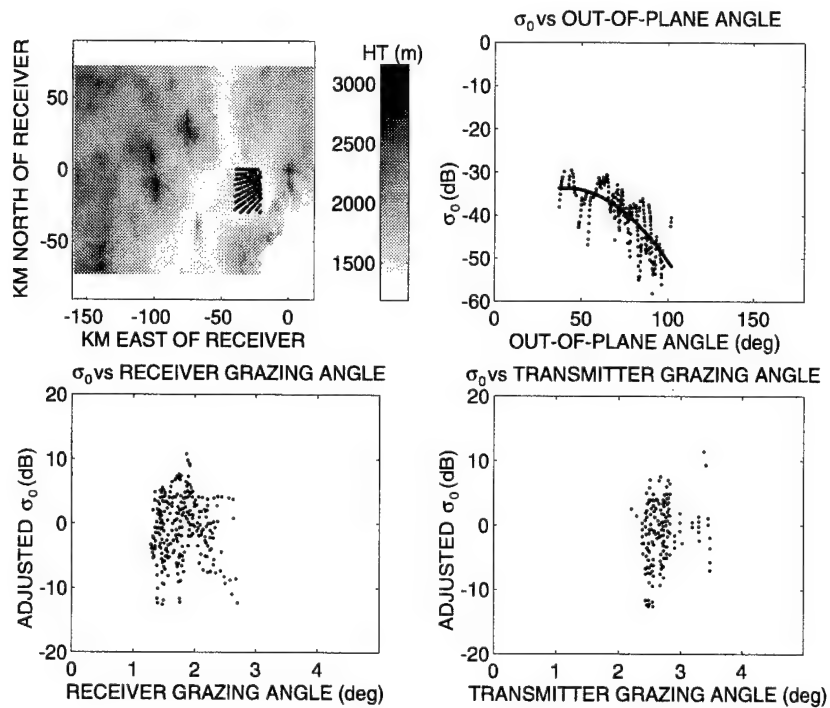 σ0 vs OUT-OF-PLANE ANGLE
HT (m)
KM NORTH OF RECEIVER
50
0
-50
-150 -100 -50 0
KM EAST OF RECEIVER
3000
2500
2000
1500
σ0 (dB)
0
-10
-20
-30
-40
-50
-60
0 50 100 150
OUT-OF-PLANE ANGLE (deg)
σ0 vs RECEIVER GRAZING ANGLE
ADJUSTED σ0 (dB)
20
10
0
-10
-20
0 1 2 3 4
RECEIVER GRAZING ANGLE (deg)
σ0 vs TRANSMITTER GRAZING ANGLE
ADJUSTED σ0 (dB)
20
10
0
-10
-20
0 1 2 3 4
TRANSMITTER GRAZING ANGLE (deg)